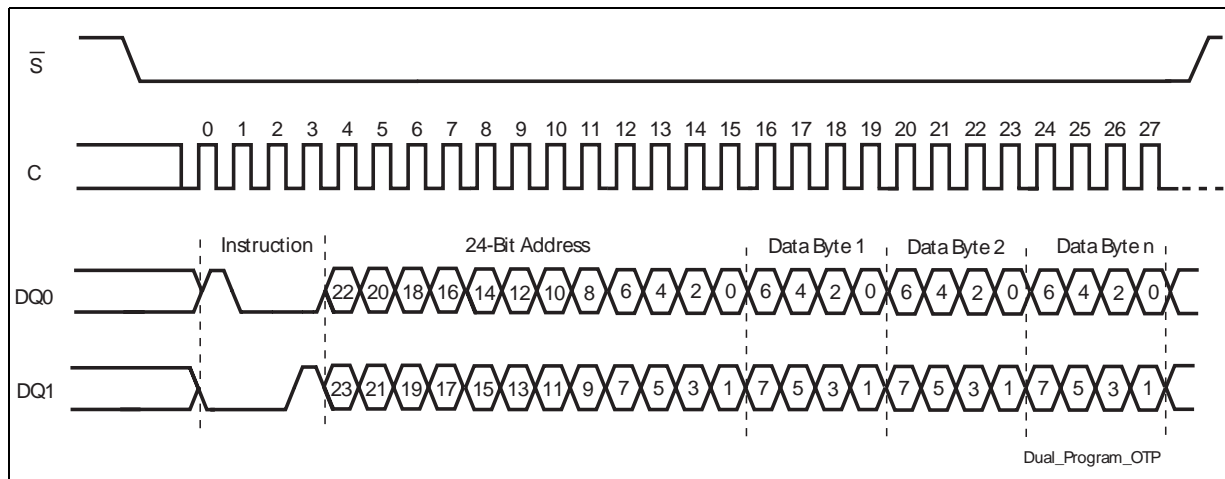 S
0 1 2 3 4 5 6 7 8 9 10 11 12 13 14 15 16 17 18 19 20 21 22 23 24 25 26 27
C
Instruction 24-Bit Address Data Byte 1 Data Byte 2 Data Byte n
DQ0 22 20 18 16 14 12 10 8 6 4 2 0 6 4 2 0 6 4 2 0 6 4 2 0
DQ1 23 21 19 17 15 13 11 9 7 5 3 1 7 5 3 1 7 5 3 1 7 5 3 1
Dual_Program_OTP